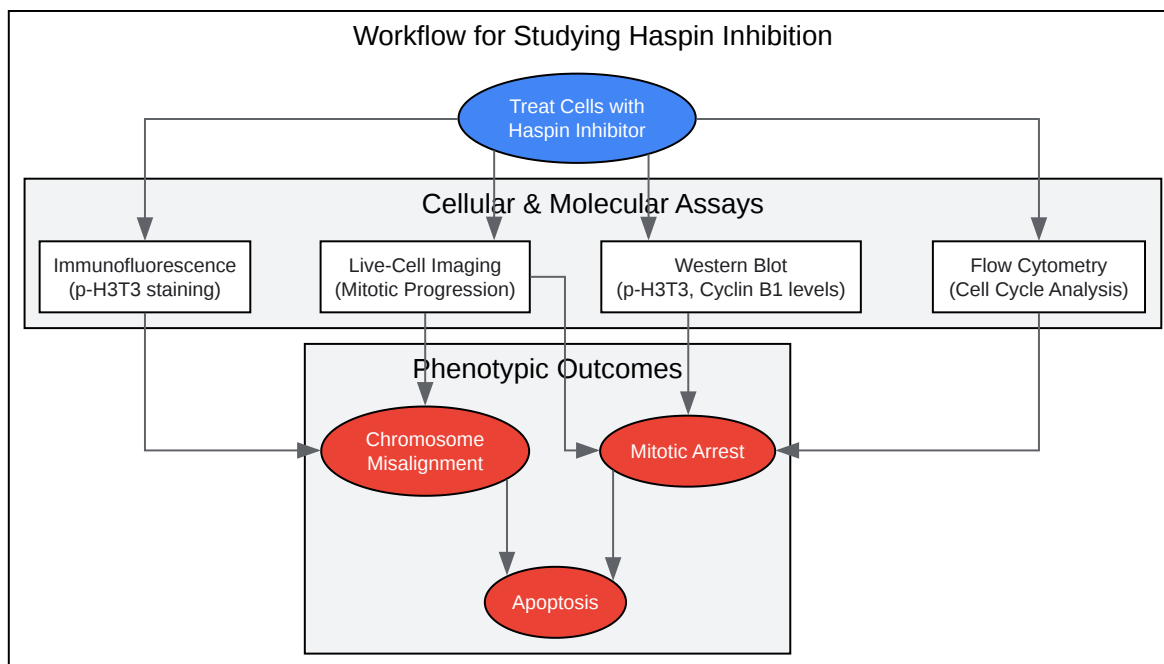 Workflow for Studying Haspin Inhibition
Treat Cells with
Haspin Inhibitor
Cellular & Molecular Assays
Immunofluorescence
(p-H3T3 staining)
Live-Cell Imaging
(Mitotic Progression)
Western Blot
(p-H3T3, Cyclin B1 levels)
Flow Cytometry
(Cell Cycle Analysis)
Phenotypic Outcomes
Chromosome
Misalignment
Mitotic Arrest
Apoptosis